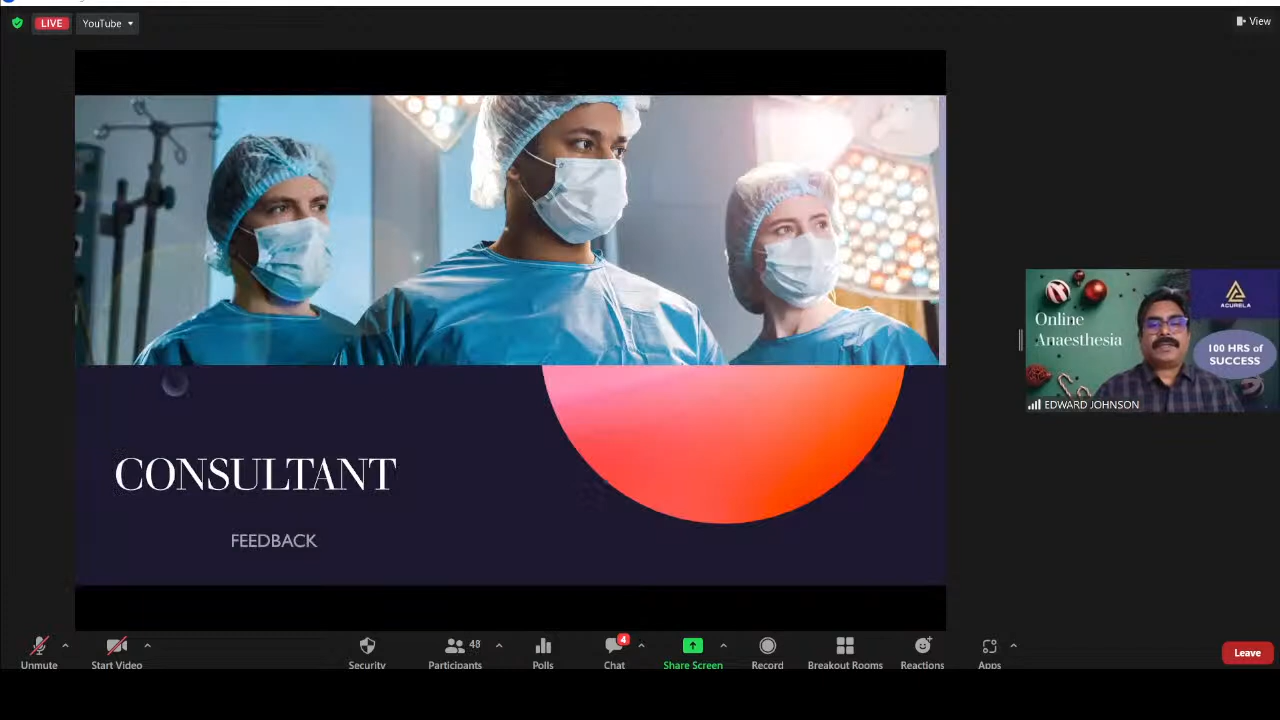 LIVE
YouTube
View
CONSULTANT
FEEDBACK
Online
Anaesthesia
ACURELA
100 HRS of
SUCCESS
EDWARD JOHNSON
Unmute
Start Video
Security
Participants
48
Polls
Chat
4
Share Screen
Record
Breakout Rooms
Reactions
Apps
Leave